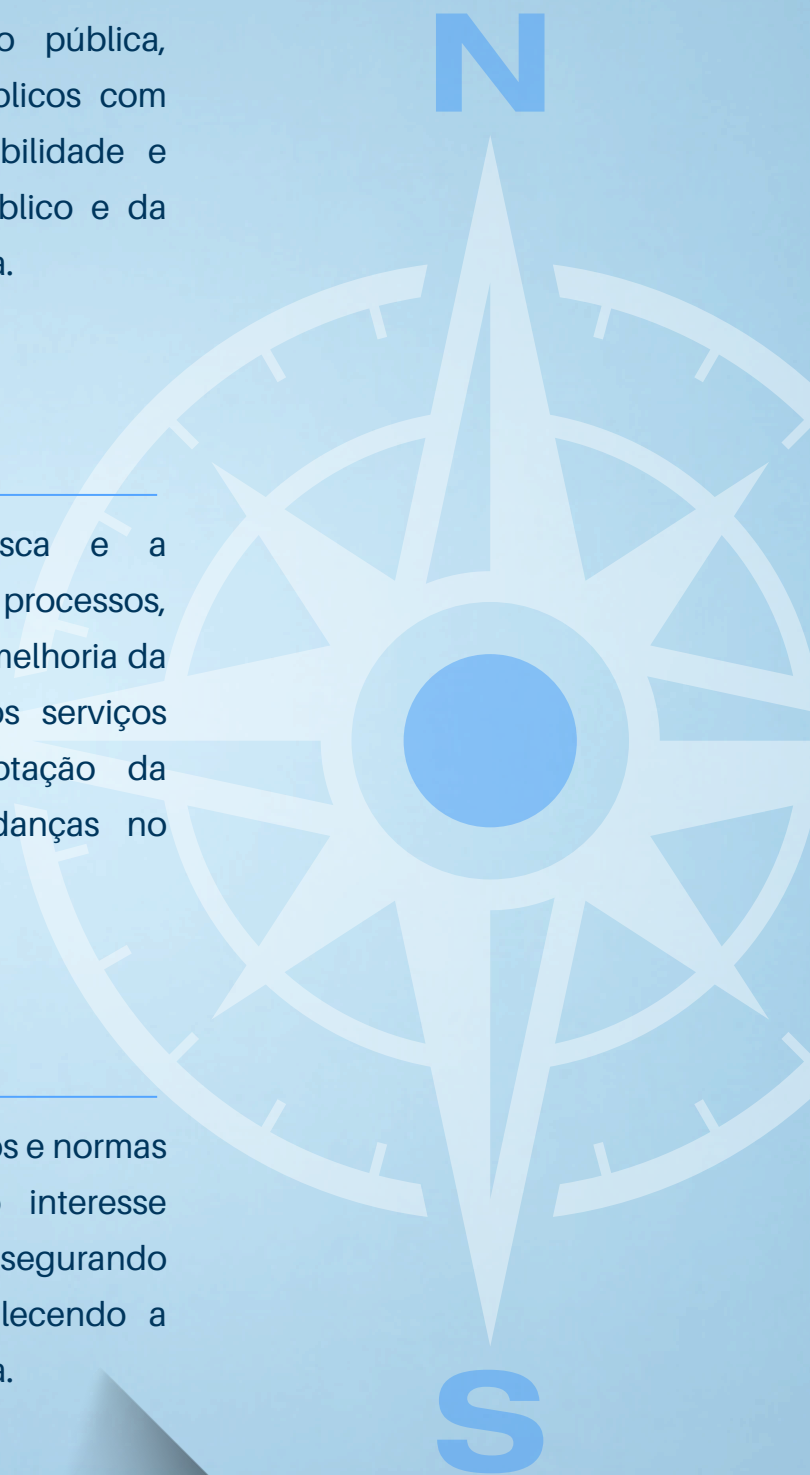 N
o pública,
blicos com
bilidade e
blico e da
a.
sca e a
processos,
melhoria da
os serviços
otação da
danças no
os e normas
interesse
segurando
lecendo a
a.
S